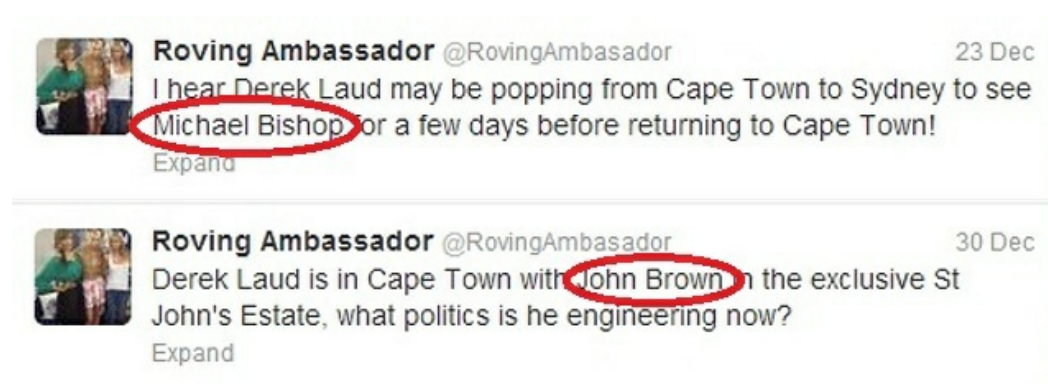 Roving Ambassador @RovingAmbasador 23 Dec
I hear Derek Laud may be popping from Cape Town to Sydney to see
Michael Bishop for a few days before returning to Cape Town!
Expand
Roving Ambassador @RovingAmbasador 30 Dec
Derek Laud is in Cape Town with John Brown in the exclusive St
John's Estate, what politics is he engineering now?
Expand